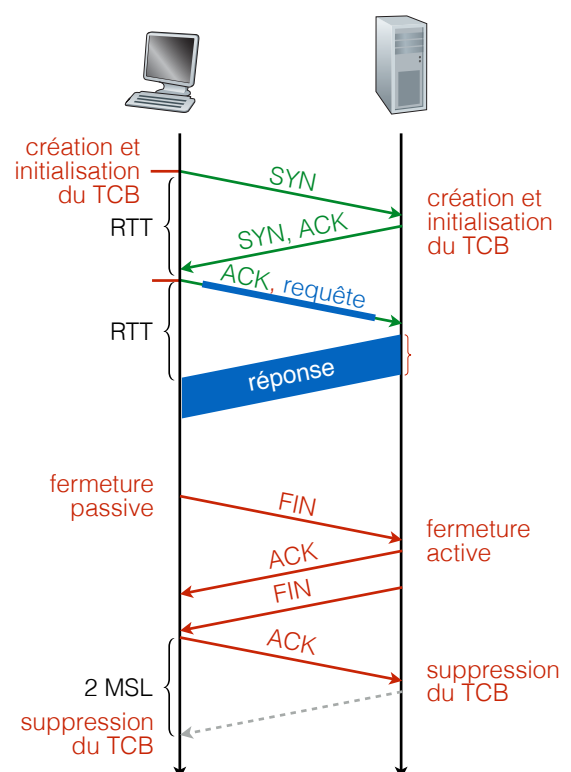 création et
initialisation
du TCB
SYN
création et
initialisation
du TCB
RTT
SYN, ACK
ACK, requête
RTT
réponse
fermeture
passive
FIN
fermeture
active
ACK
FIN
ACK
2 MSL
suppression
du TCB
suppression
du TCB